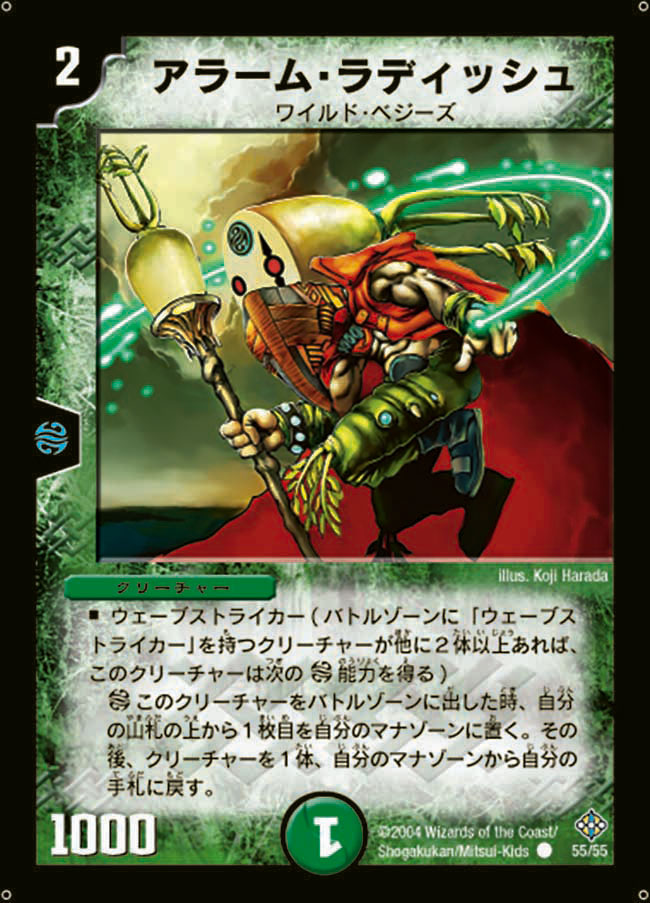 2
アラーム・ラディッシュ
ワイルド・ベジーズ
illus. Koji Harada
クリーチャー
■ ウェーブストライカー(バトルゾーンに「ウェーブス
トライカー」を持つクリーチャーが他に2体以上あれば、
このクリーチャーは次の能力を得る)
このクリーチャーをバトルゾーンに出した時、自分
の山札の上から1枚目を自分のマナゾーンに置く。その
後、クリーチャーを1体、自分のマナゾーンから自分の
手札に戻す。
1000
1
©2004 Wizards of the Coast/
Shogakukan/Mitsui-Kids
55/55